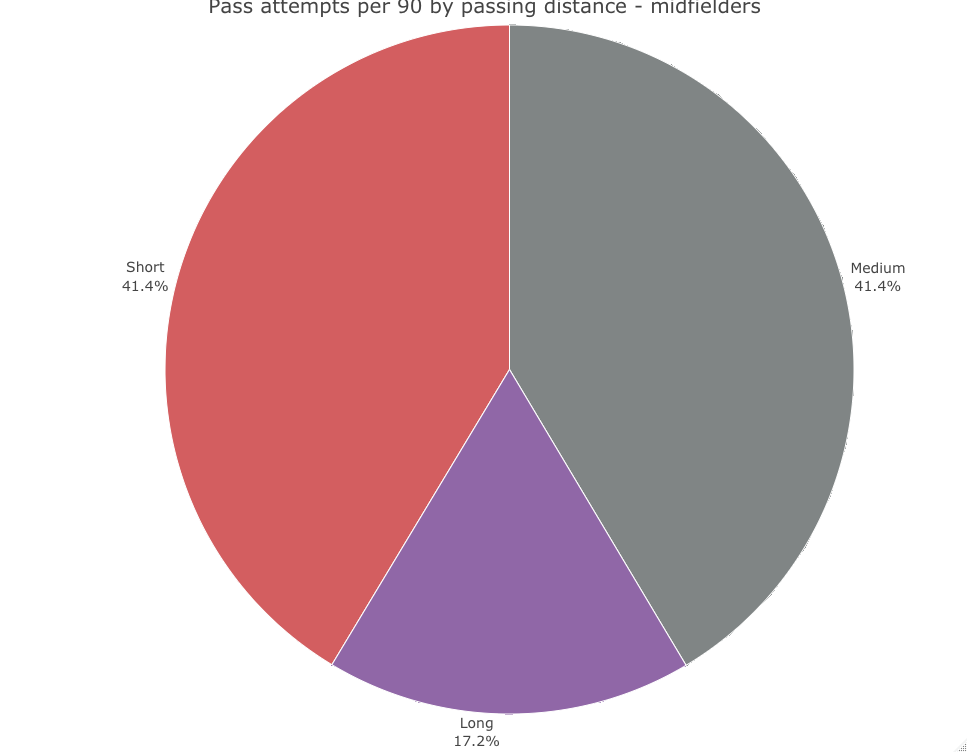 Pass attempts per 90 by passing distance - midfielders
Short
41.4%
Medium
41.4%
Long
17.2%